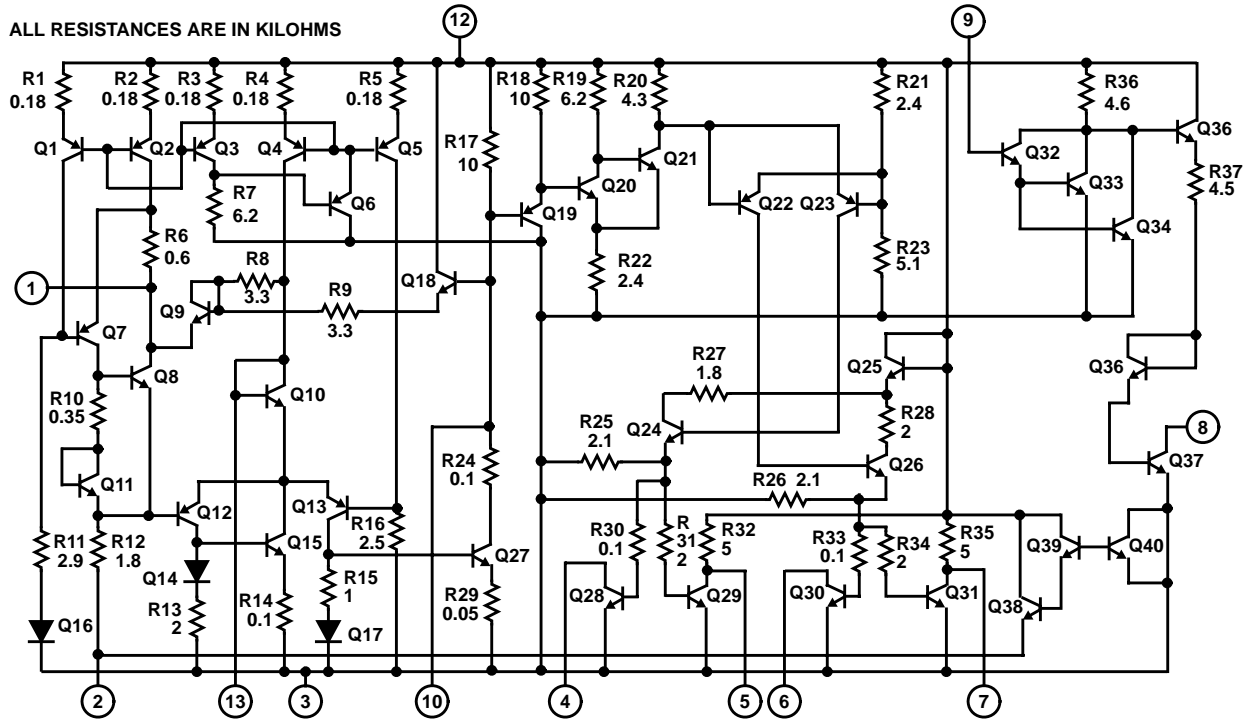 ALL RESISTANCES ARE IN KILOHMS
12
9
R1
0.18
R2
0.18
R3
0.18
R4
0.18
R5
0.18
R17
10
R18
10
R19
6.2
R20
4.3
R21
2.4
R36
4.6
Q36
Q1
Q2
Q3
Q4
Q5
Q21
Q32
R37
4.5
R7
6.2
Q6
Q20
Q33
Q19
Q22
Q23
Q34
R6
0.6
R8
3.3
R22
2.4
R23
5.1
1
Q9
R9
3.3
Q18
Q7
Q8
R27
1.8
Q25
Q36
R10
0.35
Q10
R25
2.1
Q24
R28
2
8
Q11
R24
0.1
Q26
Q37
R26 2.1
Q12
Q13
R16
2.5
R11
2.9
R12
1.8
Q15
Q27
R30
0.1
R
31
2
R32
5
R33
0.1
R34
2
R35
5
Q39
Q40
Q14
R15
1
R13
2
R14
0.1
R29
0.05
Q28
Q29
Q30
Q31
Q38
Q16
Q17
2
13
3
10
4
5
6
7